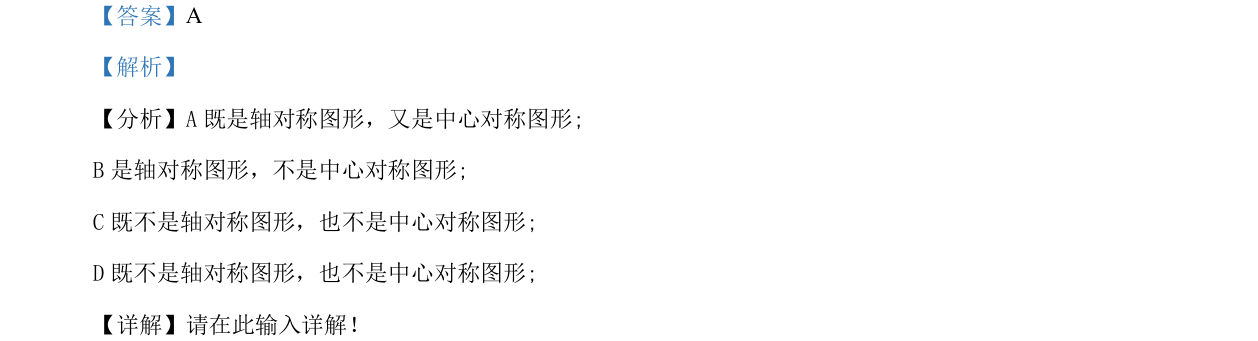 【答案】A
【解析】
【分析】A 既是轴对称图形，又是中心对称图形;
B 是轴对称图形，不是中心对称图形;
C 既不是轴对称图形，也不是中心对称图形;
D 既不是轴对称图形，也不是中心对称图形;
【详解】请在此输入详解！